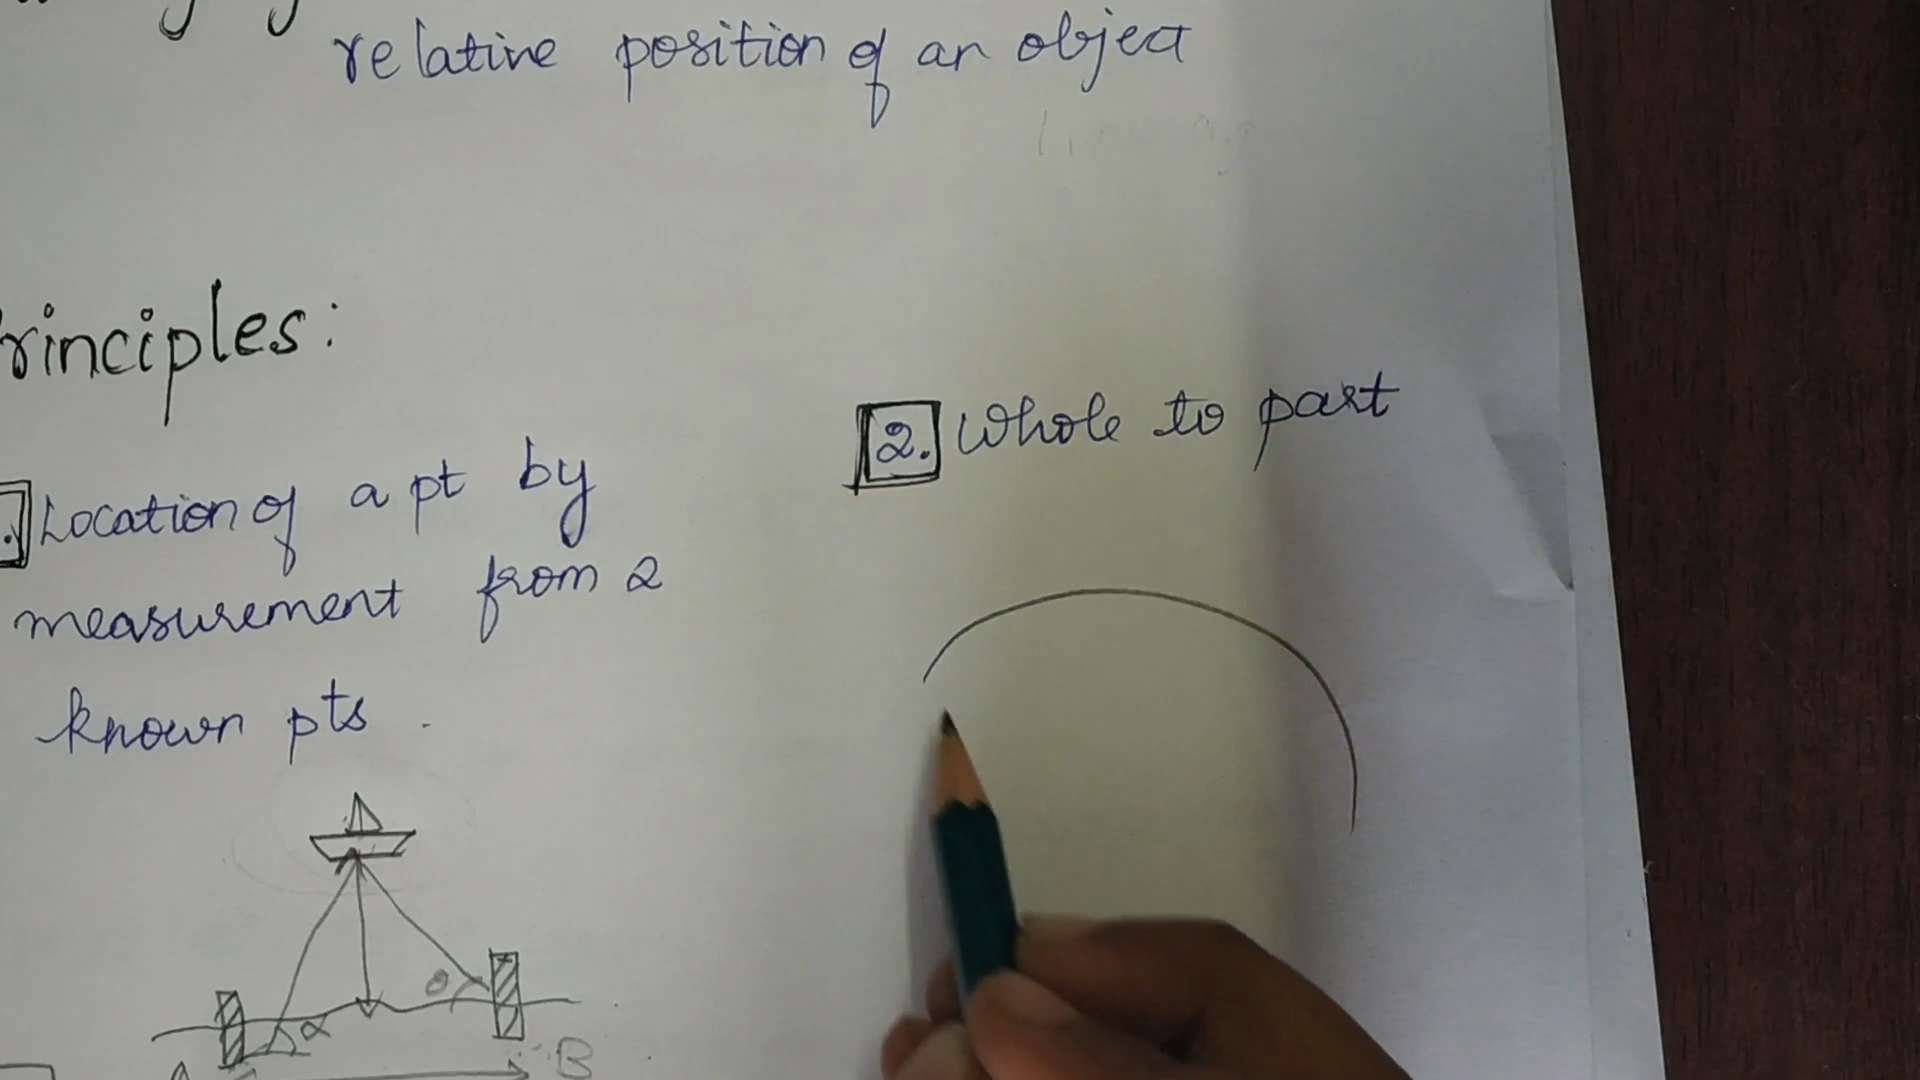 relative position of an object
rinciples:
. Location of a pt by
measurement from 2
known pts.
α
θ
B
2. Whole to part